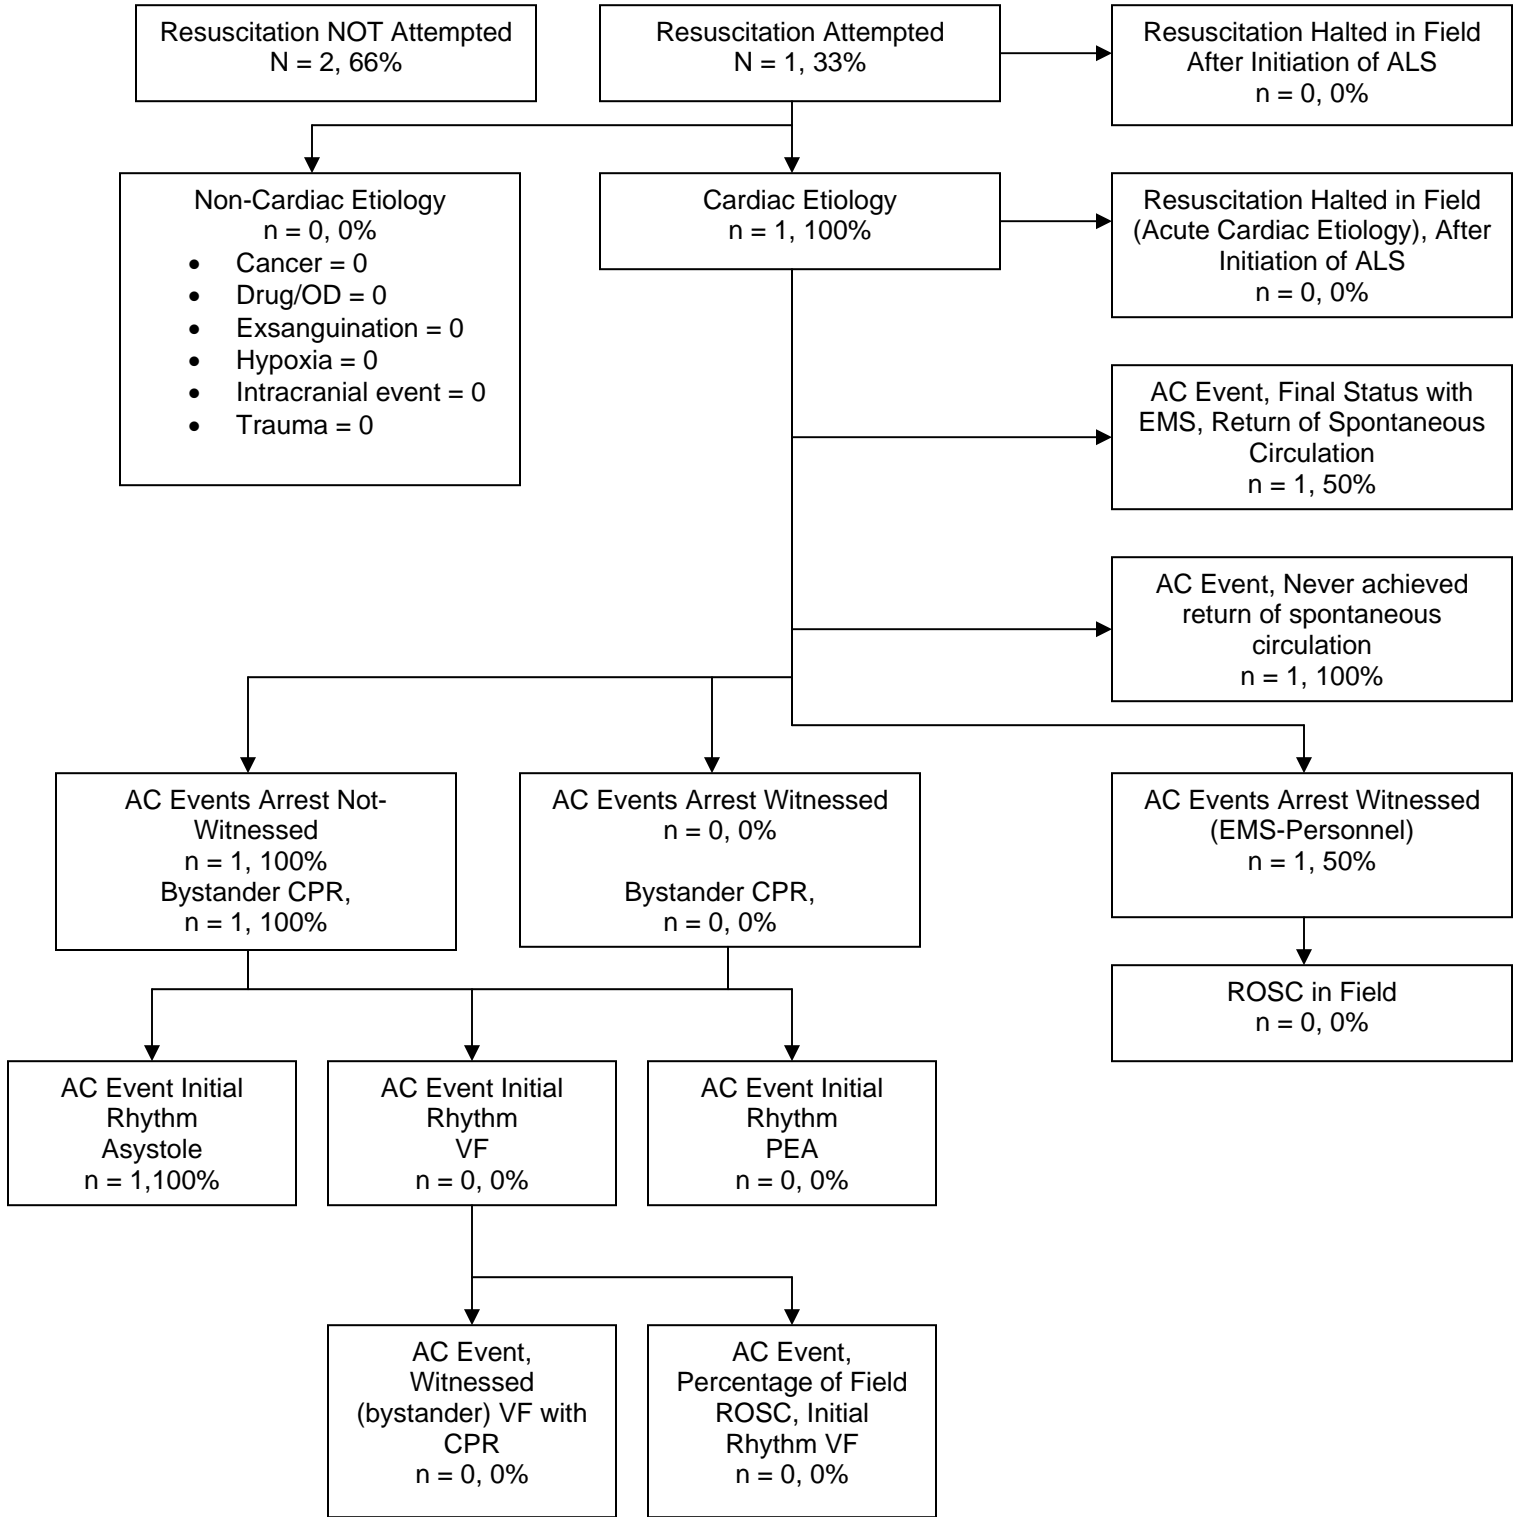 Resuscitation NOT Attempted
N = 2, 66%
Resuscitation Attempted
N = 1, 33%
Resuscitation Halted in Field
After Initiation of ALS
n = 0, 0%
Non-Cardiac Etiology
n = 0, 0%
• Cancer = 0
• Drug/OD = 0
• Exsanguination = 0
• Hypoxia = 0
• Intracranial event = 0
• Trauma = 0
Cardiac Etiology
n = 1, 100%
Resuscitation Halted in Field
(Acute Cardiac Etiology), After
Initiation of ALS
n = 0, 0%
AC Event, Final Status with
EMS, Return of Spontaneous
Circulation
n = 1, 50%
AC Event, Never achieved
return of spontaneous
circulation
n = 1, 100%
AC Events Arrest Not-
Witnessed
n = 1, 100%
Bystander CPR,
n = 1, 100%
AC Events Arrest Witnessed
n = 0, 0%
Bystander CPR,
n = 0, 0%
AC Events Arrest Witnessed
(EMS-Personnel)
n = 1, 50%
ROSC in Field
n = 0, 0%
AC Event Initial
Rhythm
Asystole
n = 1,100%
AC Event Initial
Rhythm
VF
n = 0, 0%
AC Event Initial
Rhythm
PEA
n = 0, 0%
AC Event,
Witnessed
(bystander) VF with
CPR
n = 0, 0%
AC Event,
Percentage of Field
ROSC, Initial
Rhythm VF
n = 0, 0%